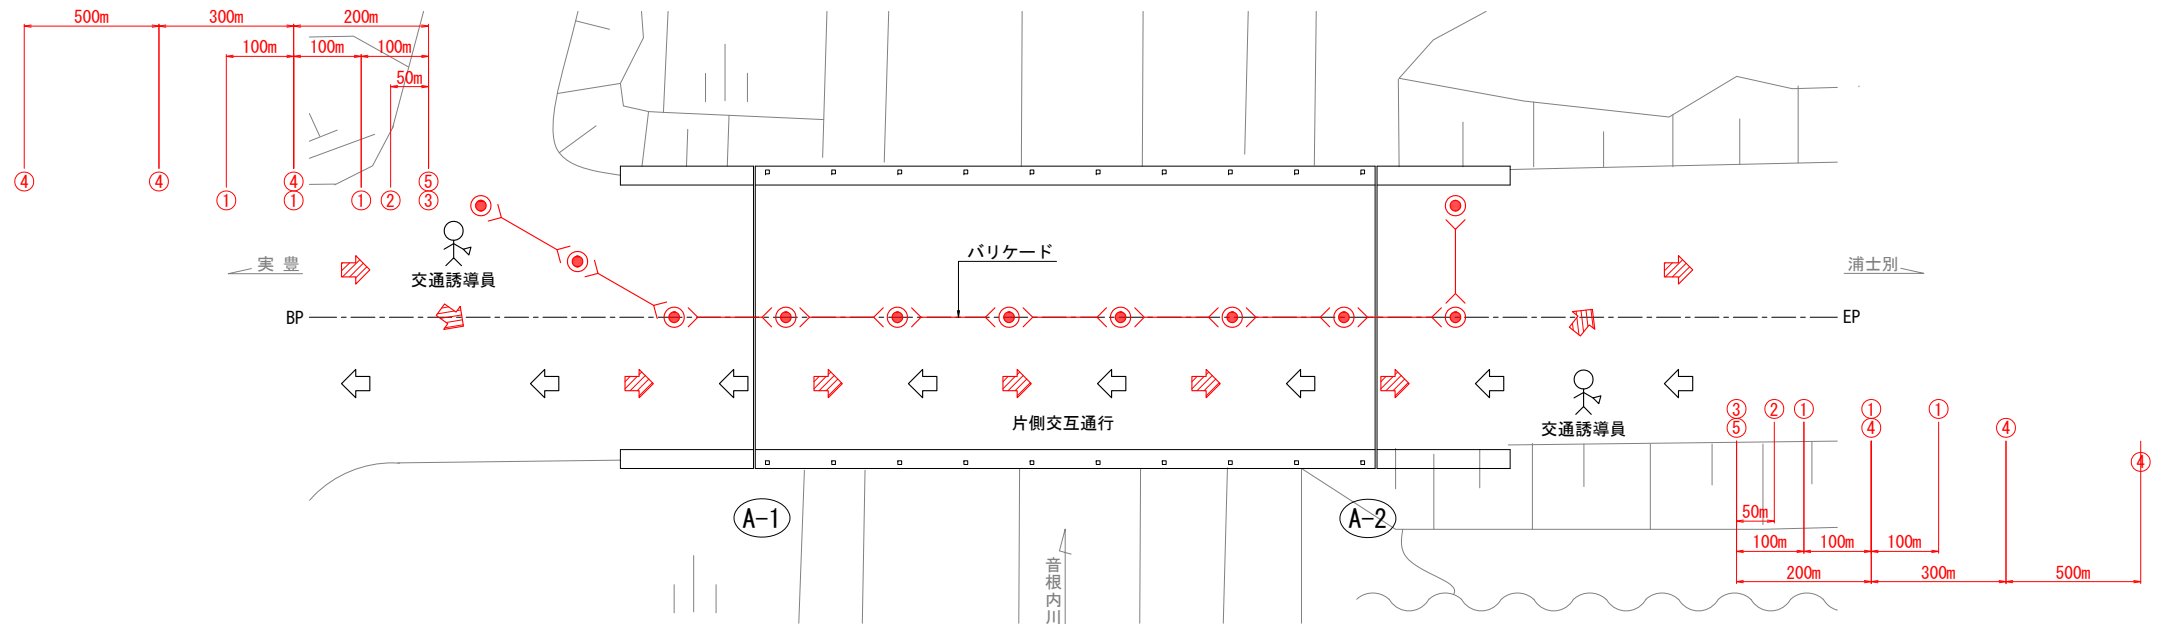 500m 300m 200m
100m 100m 100m
50m
④ ④ ④ ⑤
① ① ① ② ③
交通誘導員
実 豊
バリケード
浦士別
BP
EP
片側交互通行
交通誘導員
③ ② ① ① ①
⑤ ④ ④
④
A-1
A-2
50m
100m 100m 100m
200m 300m 500m
音根内川